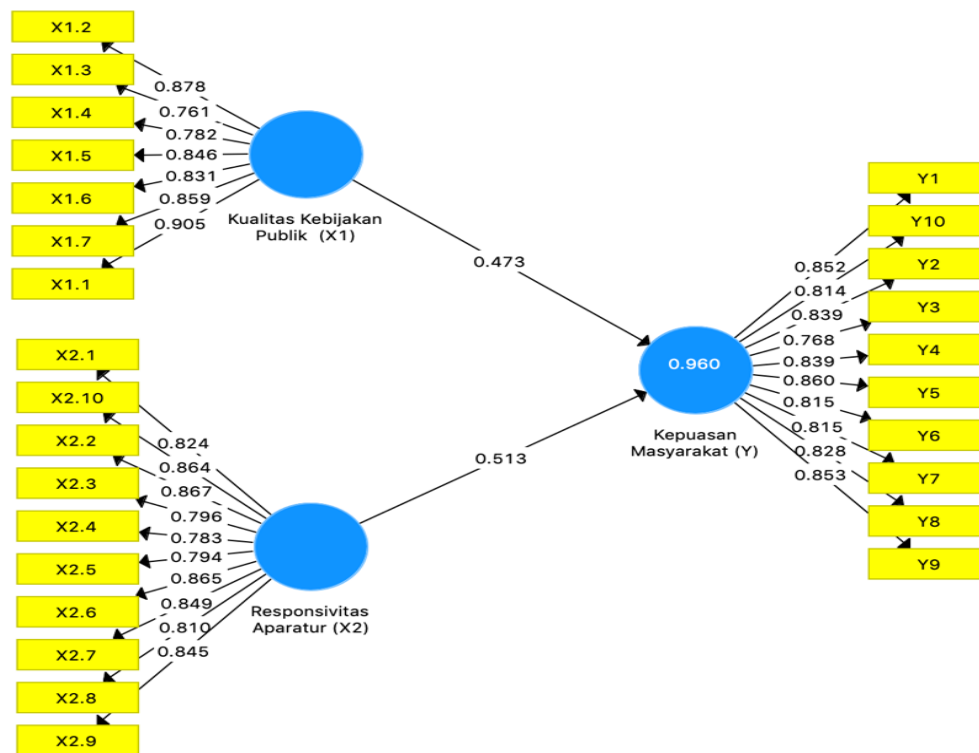 X1.2
X1.3
X1.4
X1.5
X1.6
X1.7
X1.1
0.878
0.761
0.782
0.846
0.831
0.859
0.905
Kualitas Kebijakan
Publik (X1)
0.473
X2.1
X2.10
X2.2
X2.3
X2.4
X2.5
X2.6
X2.7
X2.8
X2.9
0.824
0.864
0.867
0.796
0.783
0.794
0.865
0.849
0.810
0.845
Responsivitas
Aparatur (X2)
0.513
0.960
Kepuasan
Masyarakat (Y)
0.852
0.814
0.839
0.768
0.839
0.860
0.815
0.815
0.828
0.853
Y1
Y10
Y2
Y3
Y4
Y5
Y6
Y7
Y8
Y9